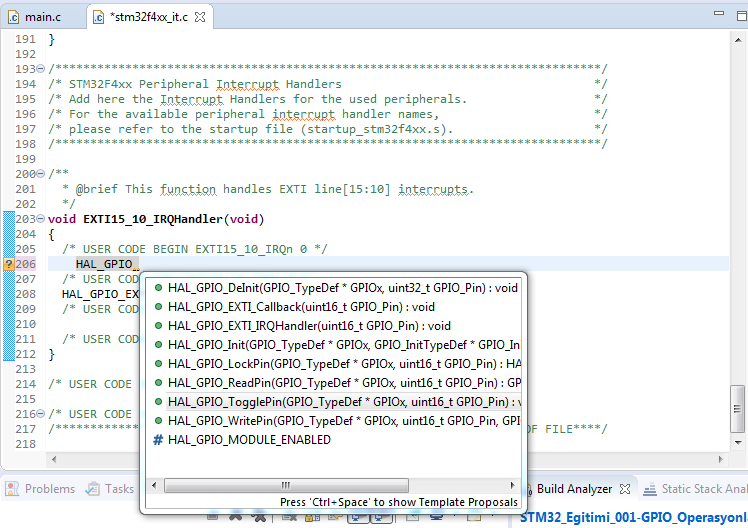 main.c
*stm32f4xx_it.c
191 }
192
193 /******************************************************************************/
194 /* STM32F4xx Peripheral Interrupt Handlers */
195 /* Add here the Interrupt Handlers for the used peripherals. */
196 /* For the available peripheral interrupt handler names, */
197 /* please refer to the startup file (startup_stm32f4xx.s). */
198 /******************************************************************************/
199
200 /**
201 * @brief This function handles EXTI line[15:10] interrupts.
202 */
203 void EXTI15_10_IRQHandler(void)
204 {
205 /* USER CODE BEGIN EXTI15_10_IRQn 0 */
206 HAL_GPIO_
207 /* USER COD
208 HAL_GPIO_EX
209 /* USER COD
210
211 /* USER COD
212 }
213
214 /* USER CODE
215
216 /* USER CODE
217 /************ OF FILE****/
218
HAL_GPIO_DeInit(GPIO_TypeDef * GPIOx, uint32_t GPIO_Pin) : void
HAL_GPIO_EXTI_Callback(uint16_t GPIO_Pin) : void
HAL_GPIO_EXTI_IRQHandler(uint16_t GPIO_Pin) : void
HAL_GPIO_Init(GPIO_TypeDef * GPIOx, GPIO_InitTypeDef * GPIO_In
HAL_GPIO_LockPin(GPIO_TypeDef * GPIOx, uint16_t GPIO_Pin) : HA
HAL_GPIO_ReadPin(GPIO_TypeDef * GPIOx, uint16_t GPIO_Pin) : GP
HAL_GPIO_TogglePin(GPIO_TypeDef * GPIOx, uint16_t GPIO_Pin) : v
HAL_GPIO_WritePin(GPIO_TypeDef * GPIOx, uint16_t GPIO_Pin, GPIO
# HAL_GPIO_MODULE_ENABLED
Press 'Ctrl+Space' to show Template Proposals
Problems
Tasks
Build Analyzer
Static Stack Anal
STM32_Egitimi_001-GPIO_Operasyonl